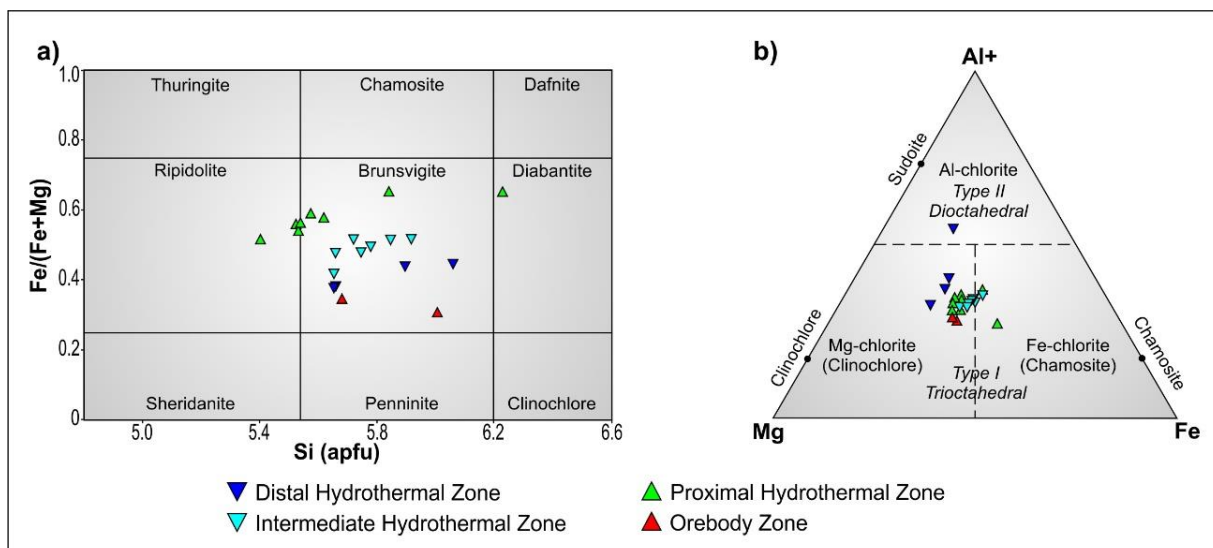 a)
b)
Al+
1.0
Thuringite
Chamosite
Dafnite
0.8
Ripidolite
Brunsvigite
Diabantite
Sudoite
Al-chlorite
Type II
Dioctahedral
0.6
Fe/(Fe+Mg)
0.4
0.2
Clinochlore
Mg-chlorite
(Clinochlore)
Fe-chlorite
(Chamosite)
Chamosite
Type I
Trioctahedral
Sheridanite
Penninite
Clinochlore
0
5.0
5.4
5.8
6.2
6.6
Si (apfu)
Mg
Fe
Distal Hydrothermal Zone
Proximal Hydrothermal Zone
Intermediate Hydrothermal Zone
Orebody Zone